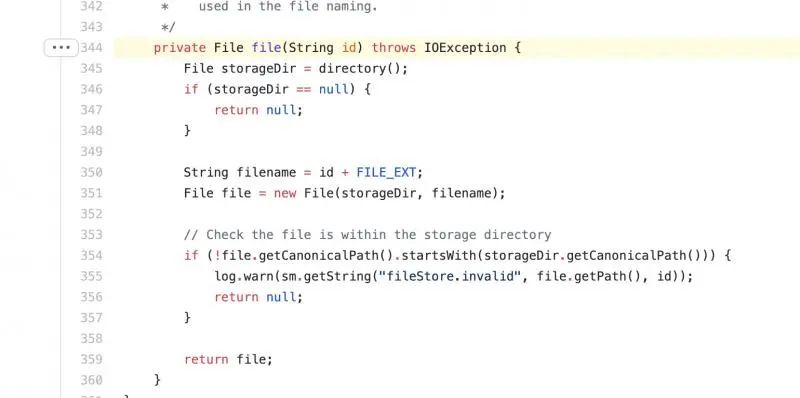 342 *    used in the file naming.
343 */
344 private File file(String id) throws IOException {
345 File storageDir = directory();
346 if (storageDir == null) {
347 return null;
348 }
349
350 String filename = id + FILE_EXT;
351 File file = new File(storageDir, filename);
352
353 // Check the file is within the storage directory
354 if (!file.getCanonicalPath().startsWith(storageDir.getCanonicalPath())) {
355 log.warn(sm.getString("fileStore.invalid", file.getPath(), id));
356 return null;
357 }
358
359 return file;
360 }
361 }